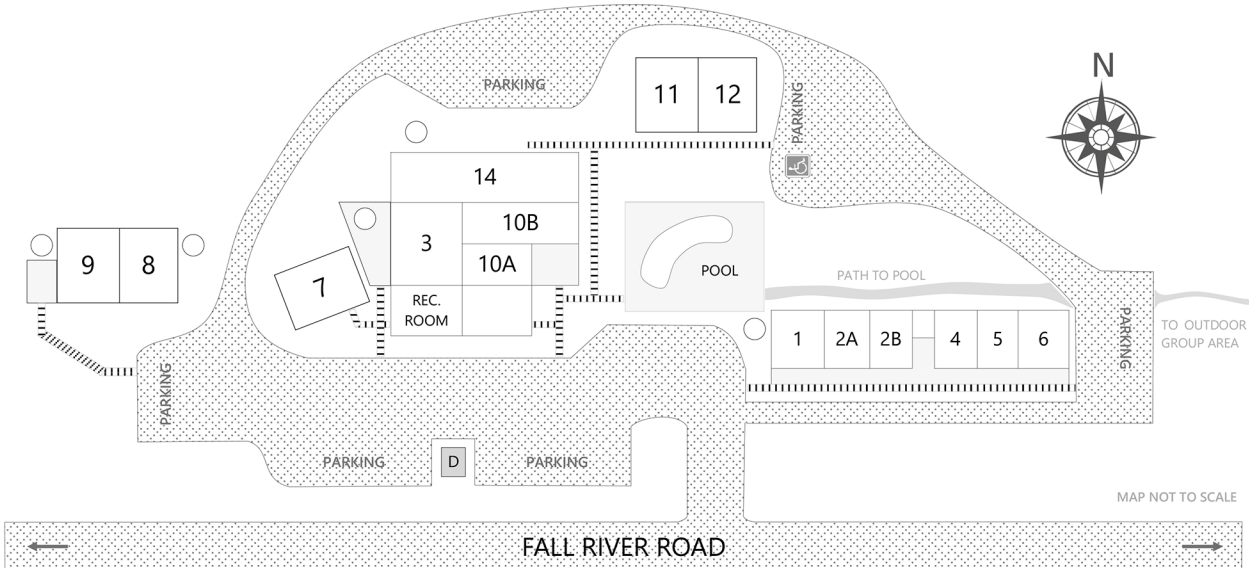 N
PARKING
11
12
PARKING
14
10B
3
10A
7
REC.
ROOM
9
8
POOL
PATH TO POOL
1
2A
2B
4
5
6
PARKING
TO OUTDOOR
GROUP AREA
PARKING
PARKING
D
PARKING
MAP NOT TO SCALE
FALL RIVER ROAD